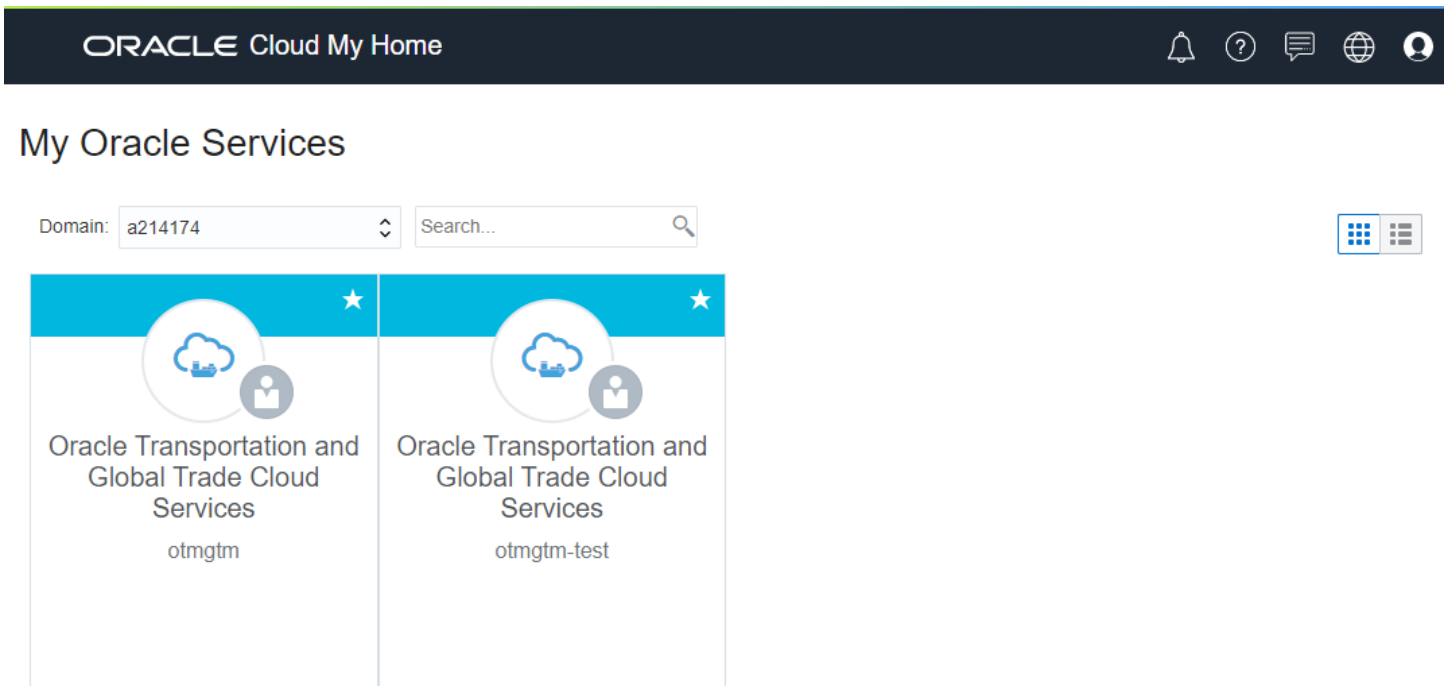 ORACLE Cloud My Home
My Oracle Services
Domain: a214174 Search...
Oracle Transportation and
Global Trade Cloud
Services
otmgtm
Oracle Transportation and
Global Trade Cloud
Services
otmgtm-test